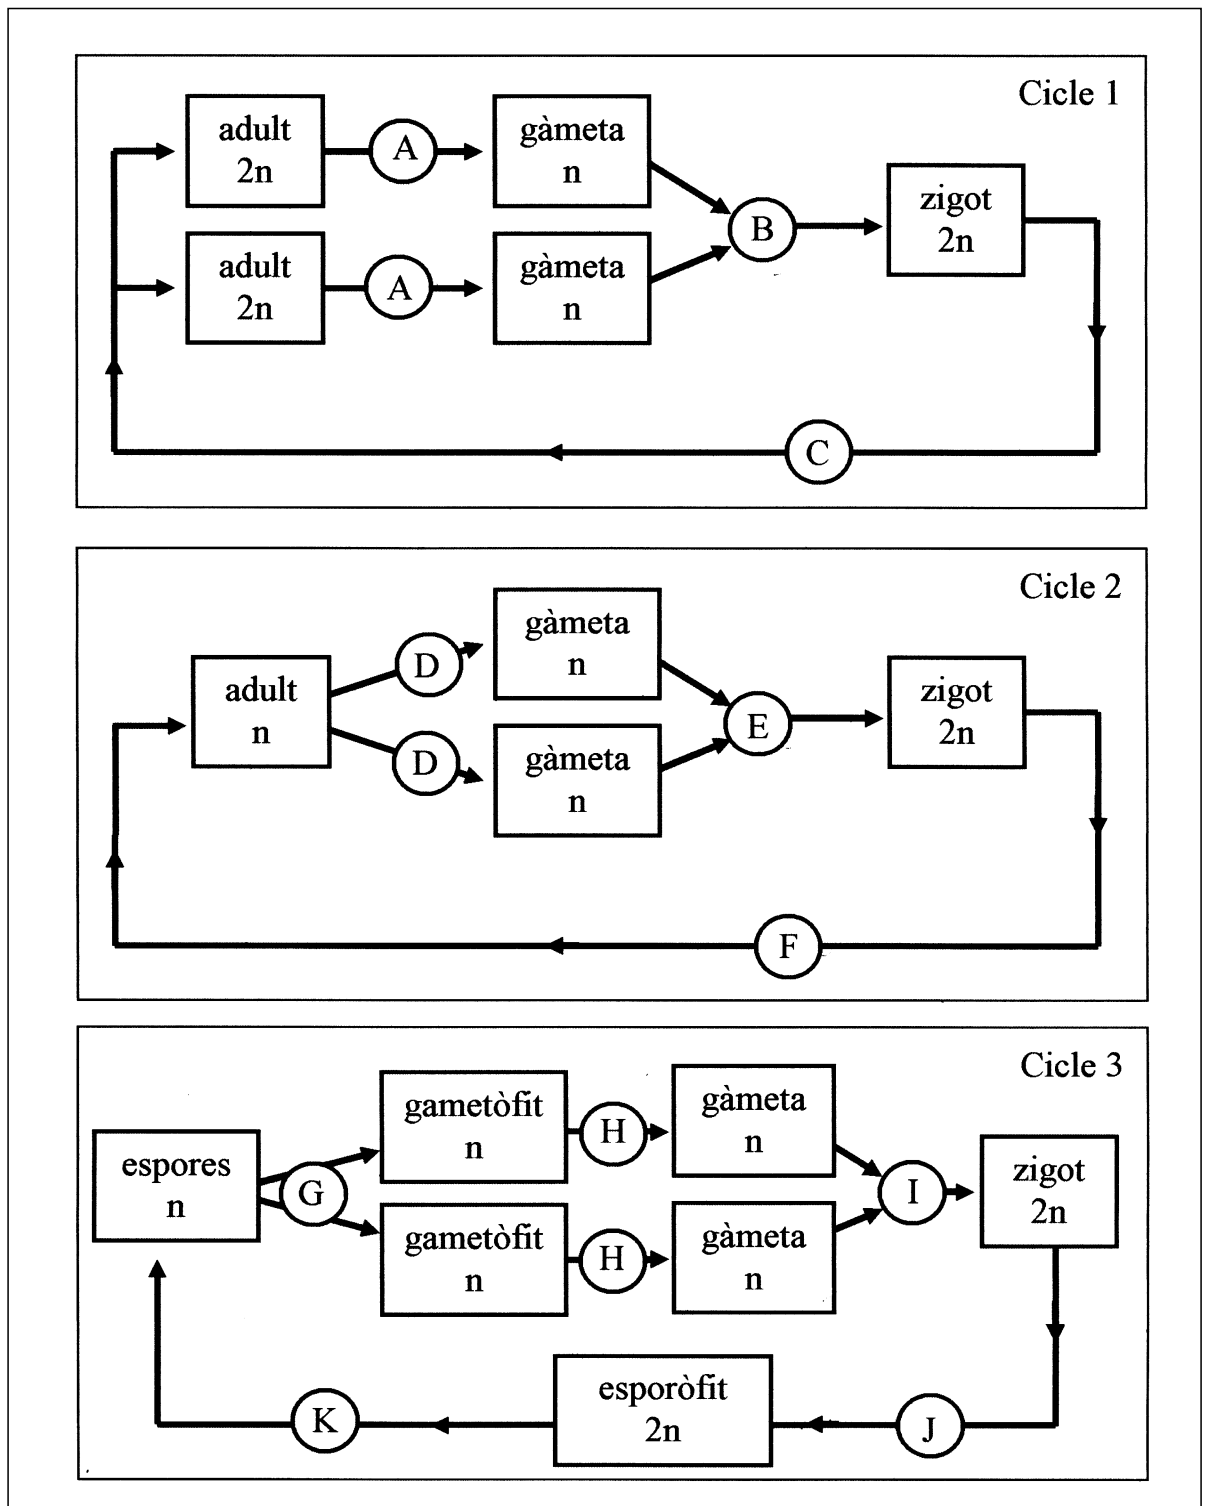 Cicle 1
adult
2n
A
gàmeta
n
B
zigot
2n
adult
2n
A
gàmeta
n
C
Cicle 2
gàmeta
n
D
adult
n
E
zigot
2n
D
gàmeta
n
F
Cicle 3
gametòfit
n
H
gàmeta
n
espores
n
G
I
zigot
2n
gametòfit
n
H
gàmeta
n
esporòfit
2n
K
J